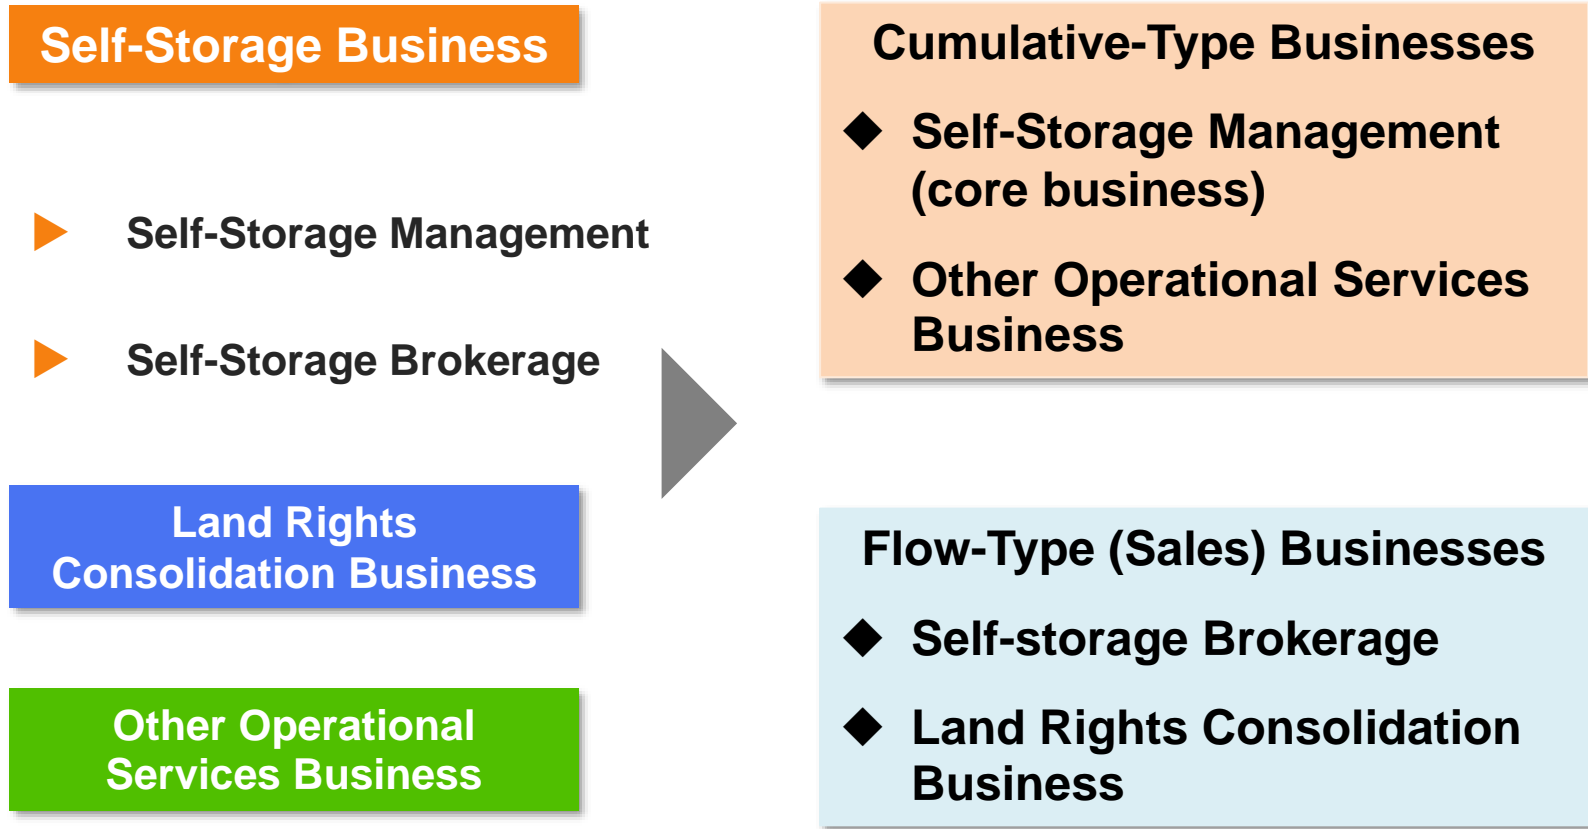 Self-Storage Business
Self-Storage Management
Self-Storage Brokerage
Land Rights
Consolidation Business
Other Operational
Services Business
Cumulative-Type Businesses
◆ Self-Storage Management
(core business)
◆ Other Operational Services
Business
Flow-Type (Sales) Businesses
◆ Self-storage Brokerage
◆ Land Rights Consolidation
Business